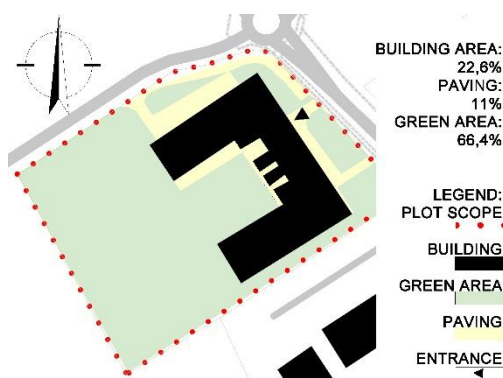 BUILDING AREA:
22,6%
PAVING:
11%
GREEN AREA:
66,4%
LEGEND:
PLOT SCOPE
BUILDING
GREEN AREA
PAVING
ENTRANCE